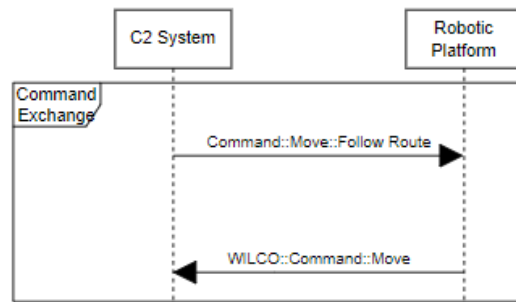 C2 System
Robotic
Platform
Command
Exchange
Command::Move::Follow Route
WILCO::Command::Move